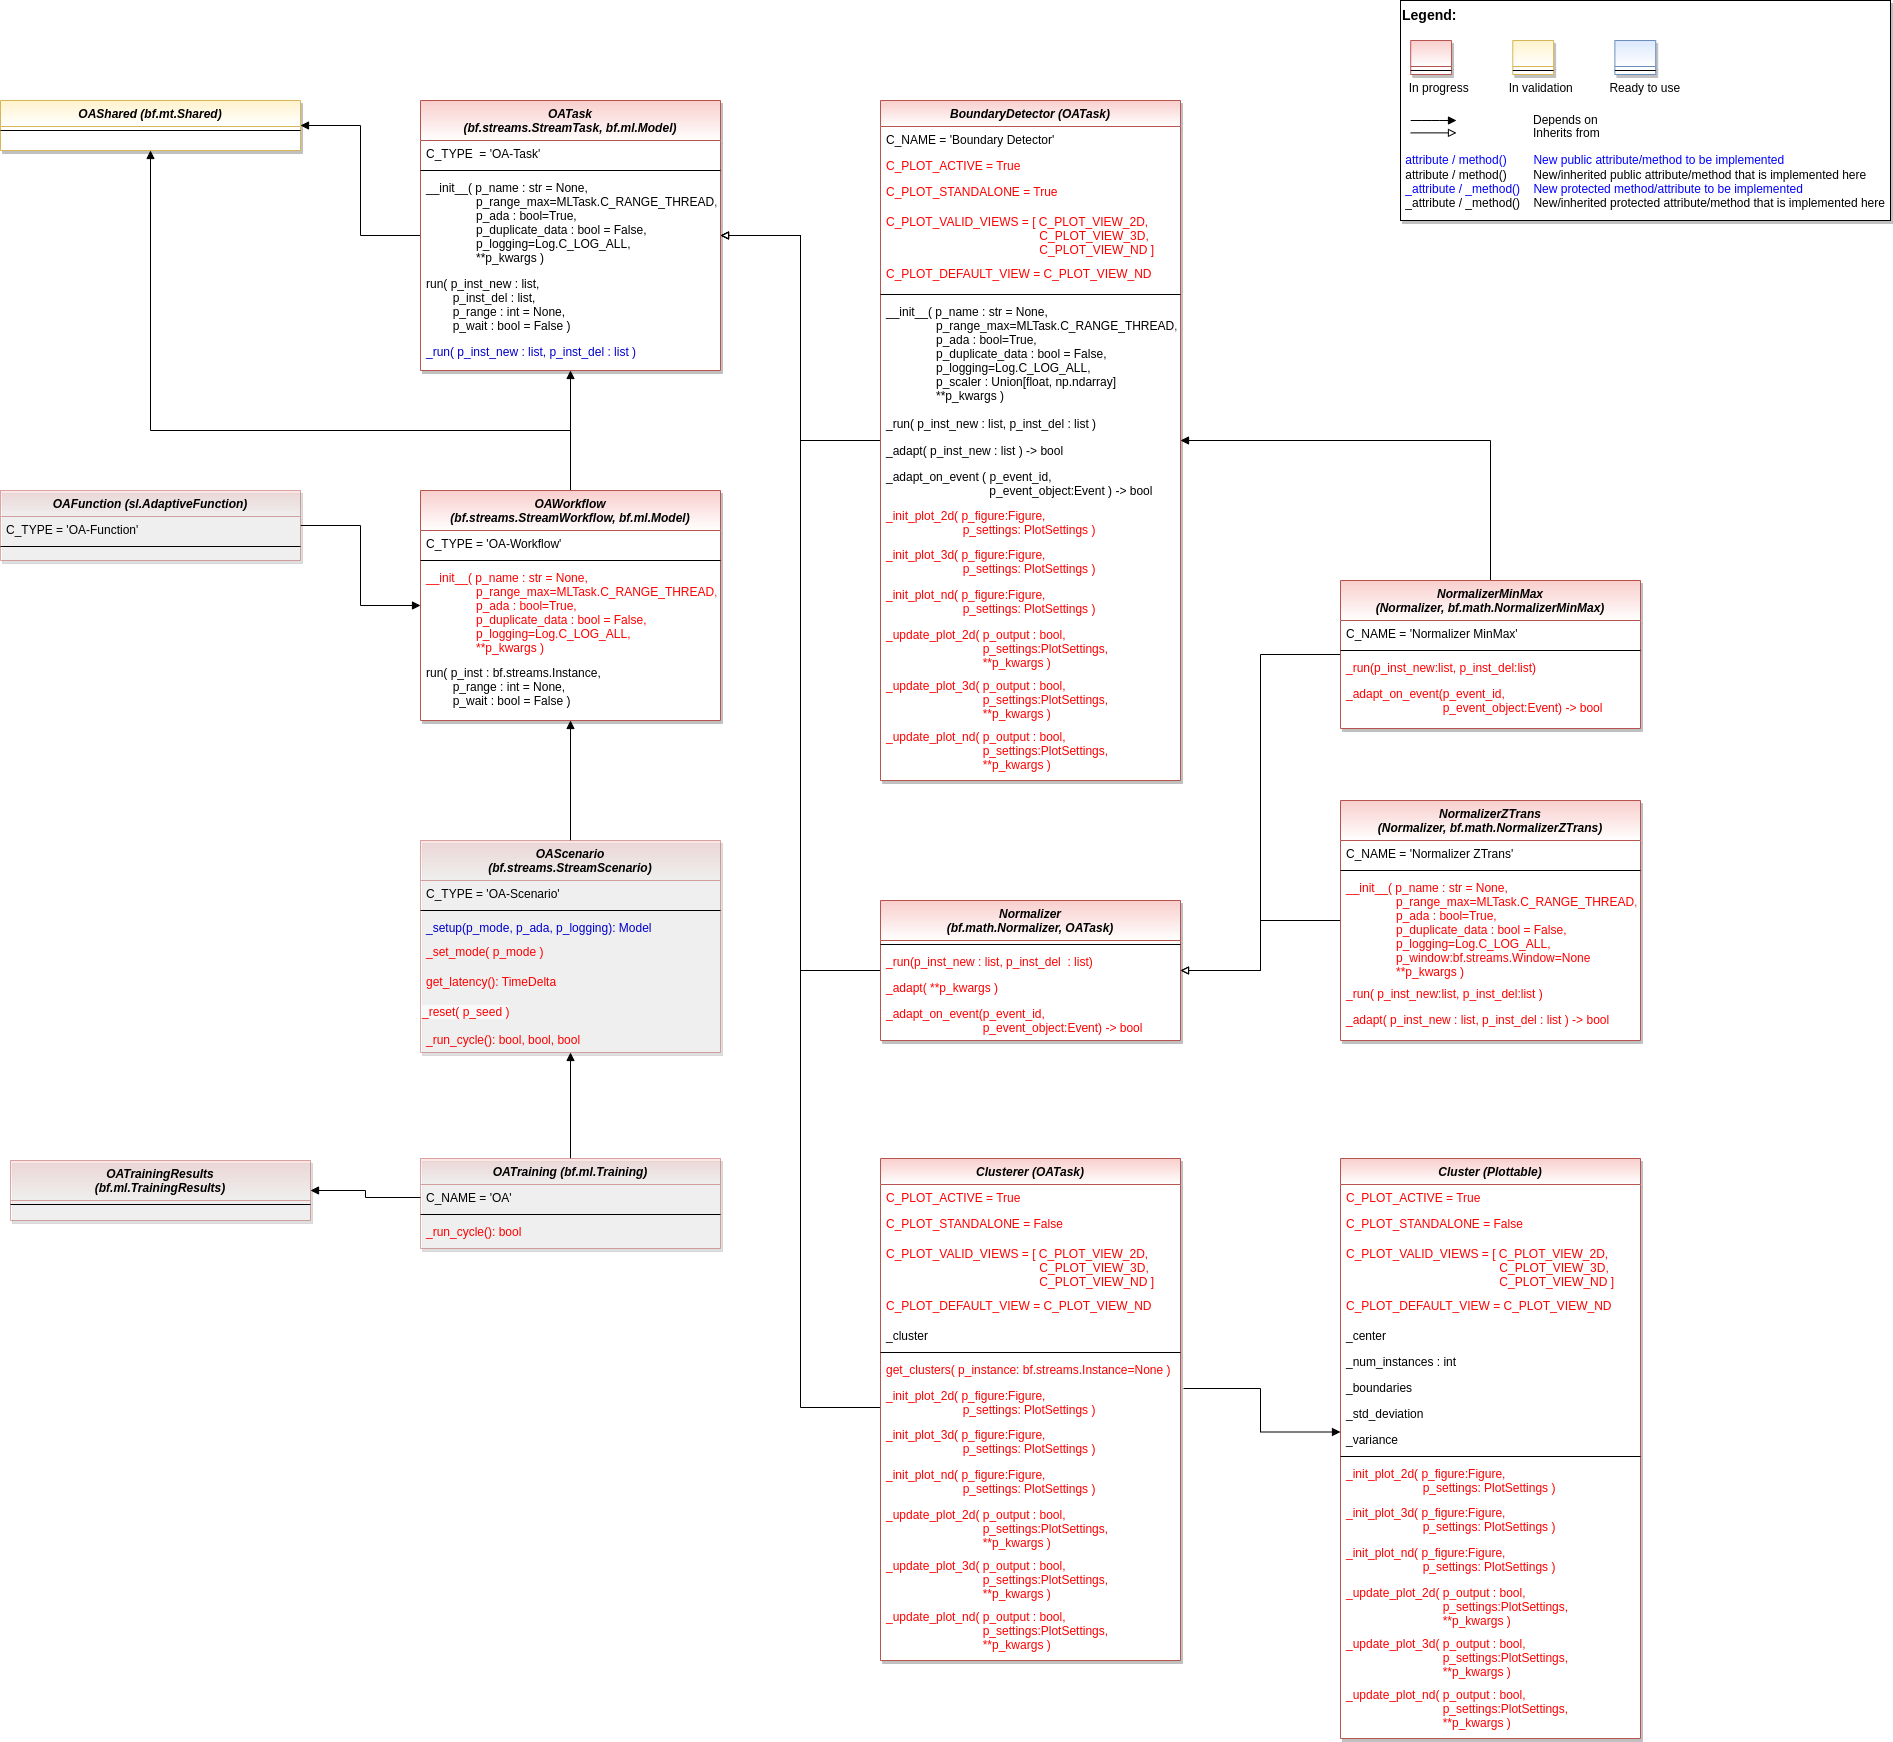 Legend:
In progress
In validation
Ready to use
Depends on
Inherits from
attribute / method() New public attribute/method to be implemented
attribute / method() New/inherited public attribute/method that is implemented here
_attribute / _method() New protected method/attribute to be implemented
_attribute / _method() New/inherited protected attribute/method that is implemented here
OAShared (bf.mt.Shared)
OATask
(bf.streams.StreamTask, bf.ml.Model)
C_TYPE = 'OA-Task'
__init__( p_name : str = None,
p_range_max=MLTask.C_RANGE_THREAD,
p_ada : bool=True,
p_duplicate_data : bool = False,
p_logging=Log.C_LOG_ALL,
**p_kwargs )
run( p_inst_new : list,
p_inst_del : list,
p_range : int = None,
p_wait : bool = False )
_run( p_inst_new : list, p_inst_del : list )
OAFunction (sl.AdaptiveFunction)
C_TYPE = 'OA-Function'
OAWorkflow
(bf.streams.StreamWorkflow, bf.ml.Model)
C_TYPE = 'OA-Workflow'
__init__( p_name : str = None,
p_range_max=MLTask.C_RANGE_THREAD,
p_ada : bool=True,
p_duplicate_data : bool = False,
p_logging=Log.C_LOG_ALL,
**p_kwargs )
run( p_inst : bf.streams.Instance,
p_range : int = None,
p_wait : bool = False )
OAScenario
(bf.streams.StreamScenario)
C_TYPE = 'OA-Scenario'
_setup(p_mode, p_ada, p_logging): Model
_set_mode( p_mode )
get_latency(): TimeDelta
_reset( p_seed )
_run_cycle(): bool, bool, bool
OATrainingResults
(bf.ml.TrainingResults)
OATraining (bf.ml.Training)
C_NAME = 'OA'
_run_cycle(): bool
BoundaryDetector (OATask)
C_NAME = 'Boundary Detector'
C_PLOT_ACTIVE = True
C_PLOT_STANDALONE = True
C_PLOT_VALID_VIEWS = [ C_PLOT_VIEW_2D,
C_PLOT_VIEW_3D,
C_PLOT_VIEW_ND ]
C_PLOT_DEFAULT_VIEW = C_PLOT_VIEW_ND
__init__( p_name : str = None,
p_range_max=MLTask.C_RANGE_THREAD,
p_ada : bool=True,
p_duplicate_data : bool = False,
p_logging=Log.C_LOG_ALL,
p_scaler : Union[float, np.ndarray]
**p_kwargs )
_run( p_inst_new : list, p_inst_del : list )
_adapt( p_inst_new : list ) -> bool
_adapt_on_event ( p_event_id,
p_event_object:Event ) -> bool
_init_plot_2d( p_figure:Figure,
p_settings: PlotSettings )
_init_plot_3d( p_figure:Figure,
p_settings: PlotSettings )
_init_plot_nd( p_figure:Figure,
p_settings: PlotSettings )
_update_plot_2d( p_output : bool,
p_settings:PlotSettings,
**p_kwargs )
_update_plot_3d( p_output : bool,
p_settings:PlotSettings,
**p_kwargs )
_update_plot_nd( p_output : bool,
p_settings:PlotSettings,
**p_kwargs )
NormalizerMinMax
(Normalizer, bf.math.NormalizerMinMax)
C_NAME = 'Normalizer MinMax'
_run(p_inst_new:list, p_inst_del:list)
_adapt_on_event(p_event_id,
p_event_object:Event) -> bool
NormalizerZTrans
(Normalizer, bf.math.NormalizerZTrans)
C_NAME = 'Normalizer ZTrans'
__init__( p_name : str = None,
p_range_max=MLTask.C_RANGE_THREAD,
p_ada : bool=True,
p_duplicate_data : bool = False,
p_logging=Log.C_LOG_ALL,
p_window:bf.streams.Window=None
**p_kwargs )
_run( p_inst_new:list, p_inst_del:list )
_adapt( p_inst_new : list, p_inst_del : list ) -> bool
Normalizer
(bf.math.Normalizer, OATask)
_run(p_inst_new : list, p_inst_del : list)
_adapt( **p_kwargs )
_adapt_on_event(p_event_id,
p_event_object:Event) -> bool
Clusterer (OATask)
C_PLOT_ACTIVE = True
C_PLOT_STANDALONE = False
C_PLOT_VALID_VIEWS = [ C_PLOT_VIEW_2D,
C_PLOT_VIEW_3D,
C_PLOT_VIEW_ND ]
C_PLOT_DEFAULT_VIEW = C_PLOT_VIEW_ND
_cluster
get_clusters( p_instance: bf.streams.Instance=None )
_init_plot_2d( p_figure:Figure,
p_settings: PlotSettings )
_init_plot_3d( p_figure:Figure,
p_settings: PlotSettings )
_init_plot_nd( p_figure:Figure,
p_settings: PlotSettings )
_update_plot_2d( p_output : bool,
p_settings:PlotSettings,
**p_kwargs )
_update_plot_3d( p_output : bool,
p_settings:PlotSettings,
**p_kwargs )
_update_plot_nd( p_output : bool,
p_settings:PlotSettings,
**p_kwargs )
Cluster (Plottable)
C_PLOT_ACTIVE = True
C_PLOT_STANDALONE = False
C_PLOT_VALID_VIEWS = [ C_PLOT_VIEW_2D,
C_PLOT_VIEW_3D,
C_PLOT_VIEW_ND ]
C_PLOT_DEFAULT_VIEW = C_PLOT_VIEW_ND
_center
_num_instances : int
_boundaries
_std_deviation
_variance
_init_plot_2d( p_figure:Figure,
p_settings: PlotSettings )
_init_plot_3d( p_figure:Figure,
p_settings: PlotSettings )
_init_plot_nd( p_figure:Figure,
p_settings: PlotSettings )
_update_plot_2d( p_output : bool,
p_settings:PlotSettings,
**p_kwargs )
_update_plot_3d( p_output : bool,
p_settings:PlotSettings,
**p_kwargs )
_update_plot_nd( p_output : bool,
p_settings:PlotSettings,
**p_kwargs )